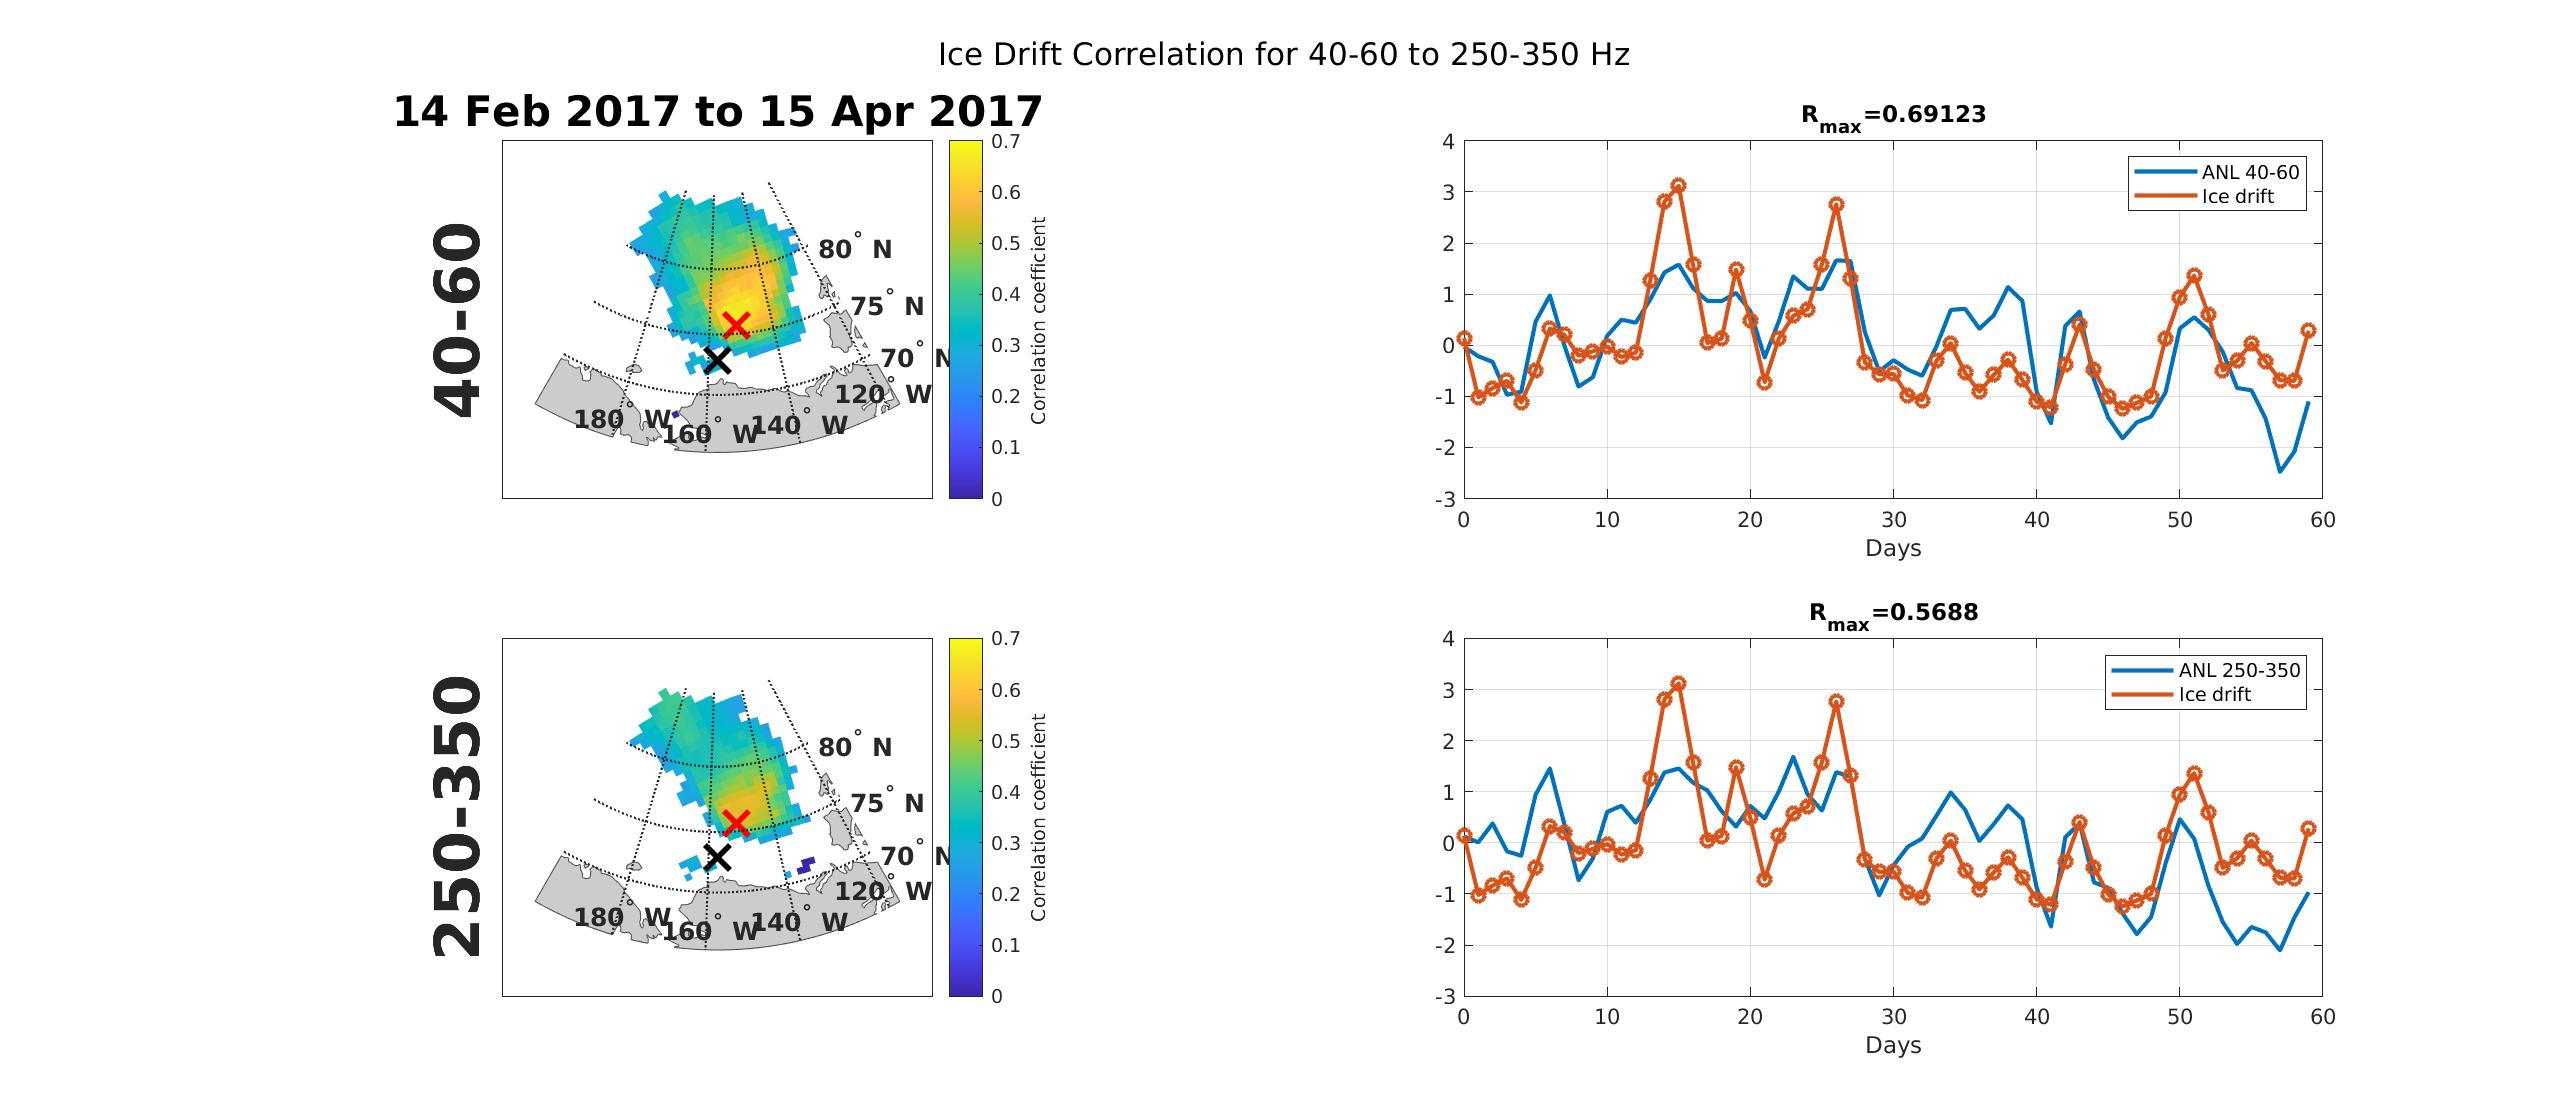 Ice Drift Correlation for 40-60 to 250-350 Hz
14 Feb 2017 to 15 Apr 2017
40-60
80° N
75° N
70° N
120° W
180° W
160° W
140° W
0.7
0.6
0.5
0.4
0.3
0.2
0.1
0
Correlation coefficient
Rmax=0.69123
4
3
2
1
0
-1
-2
-3
0 10 20 30 40 50 60
Days
ANL 40-60
Ice drift
250-350
80° N
75° N
70° N
120° W
180° W
160° W
140° W
0.7
0.6
0.5
0.4
0.3
0.2
0.1
0
Correlation coefficient
Rmax=0.5688
4
3
2
1
0
-1
-2
-3
0 10 20 30 40 50 60
Days
ANL 250-350
Ice drift